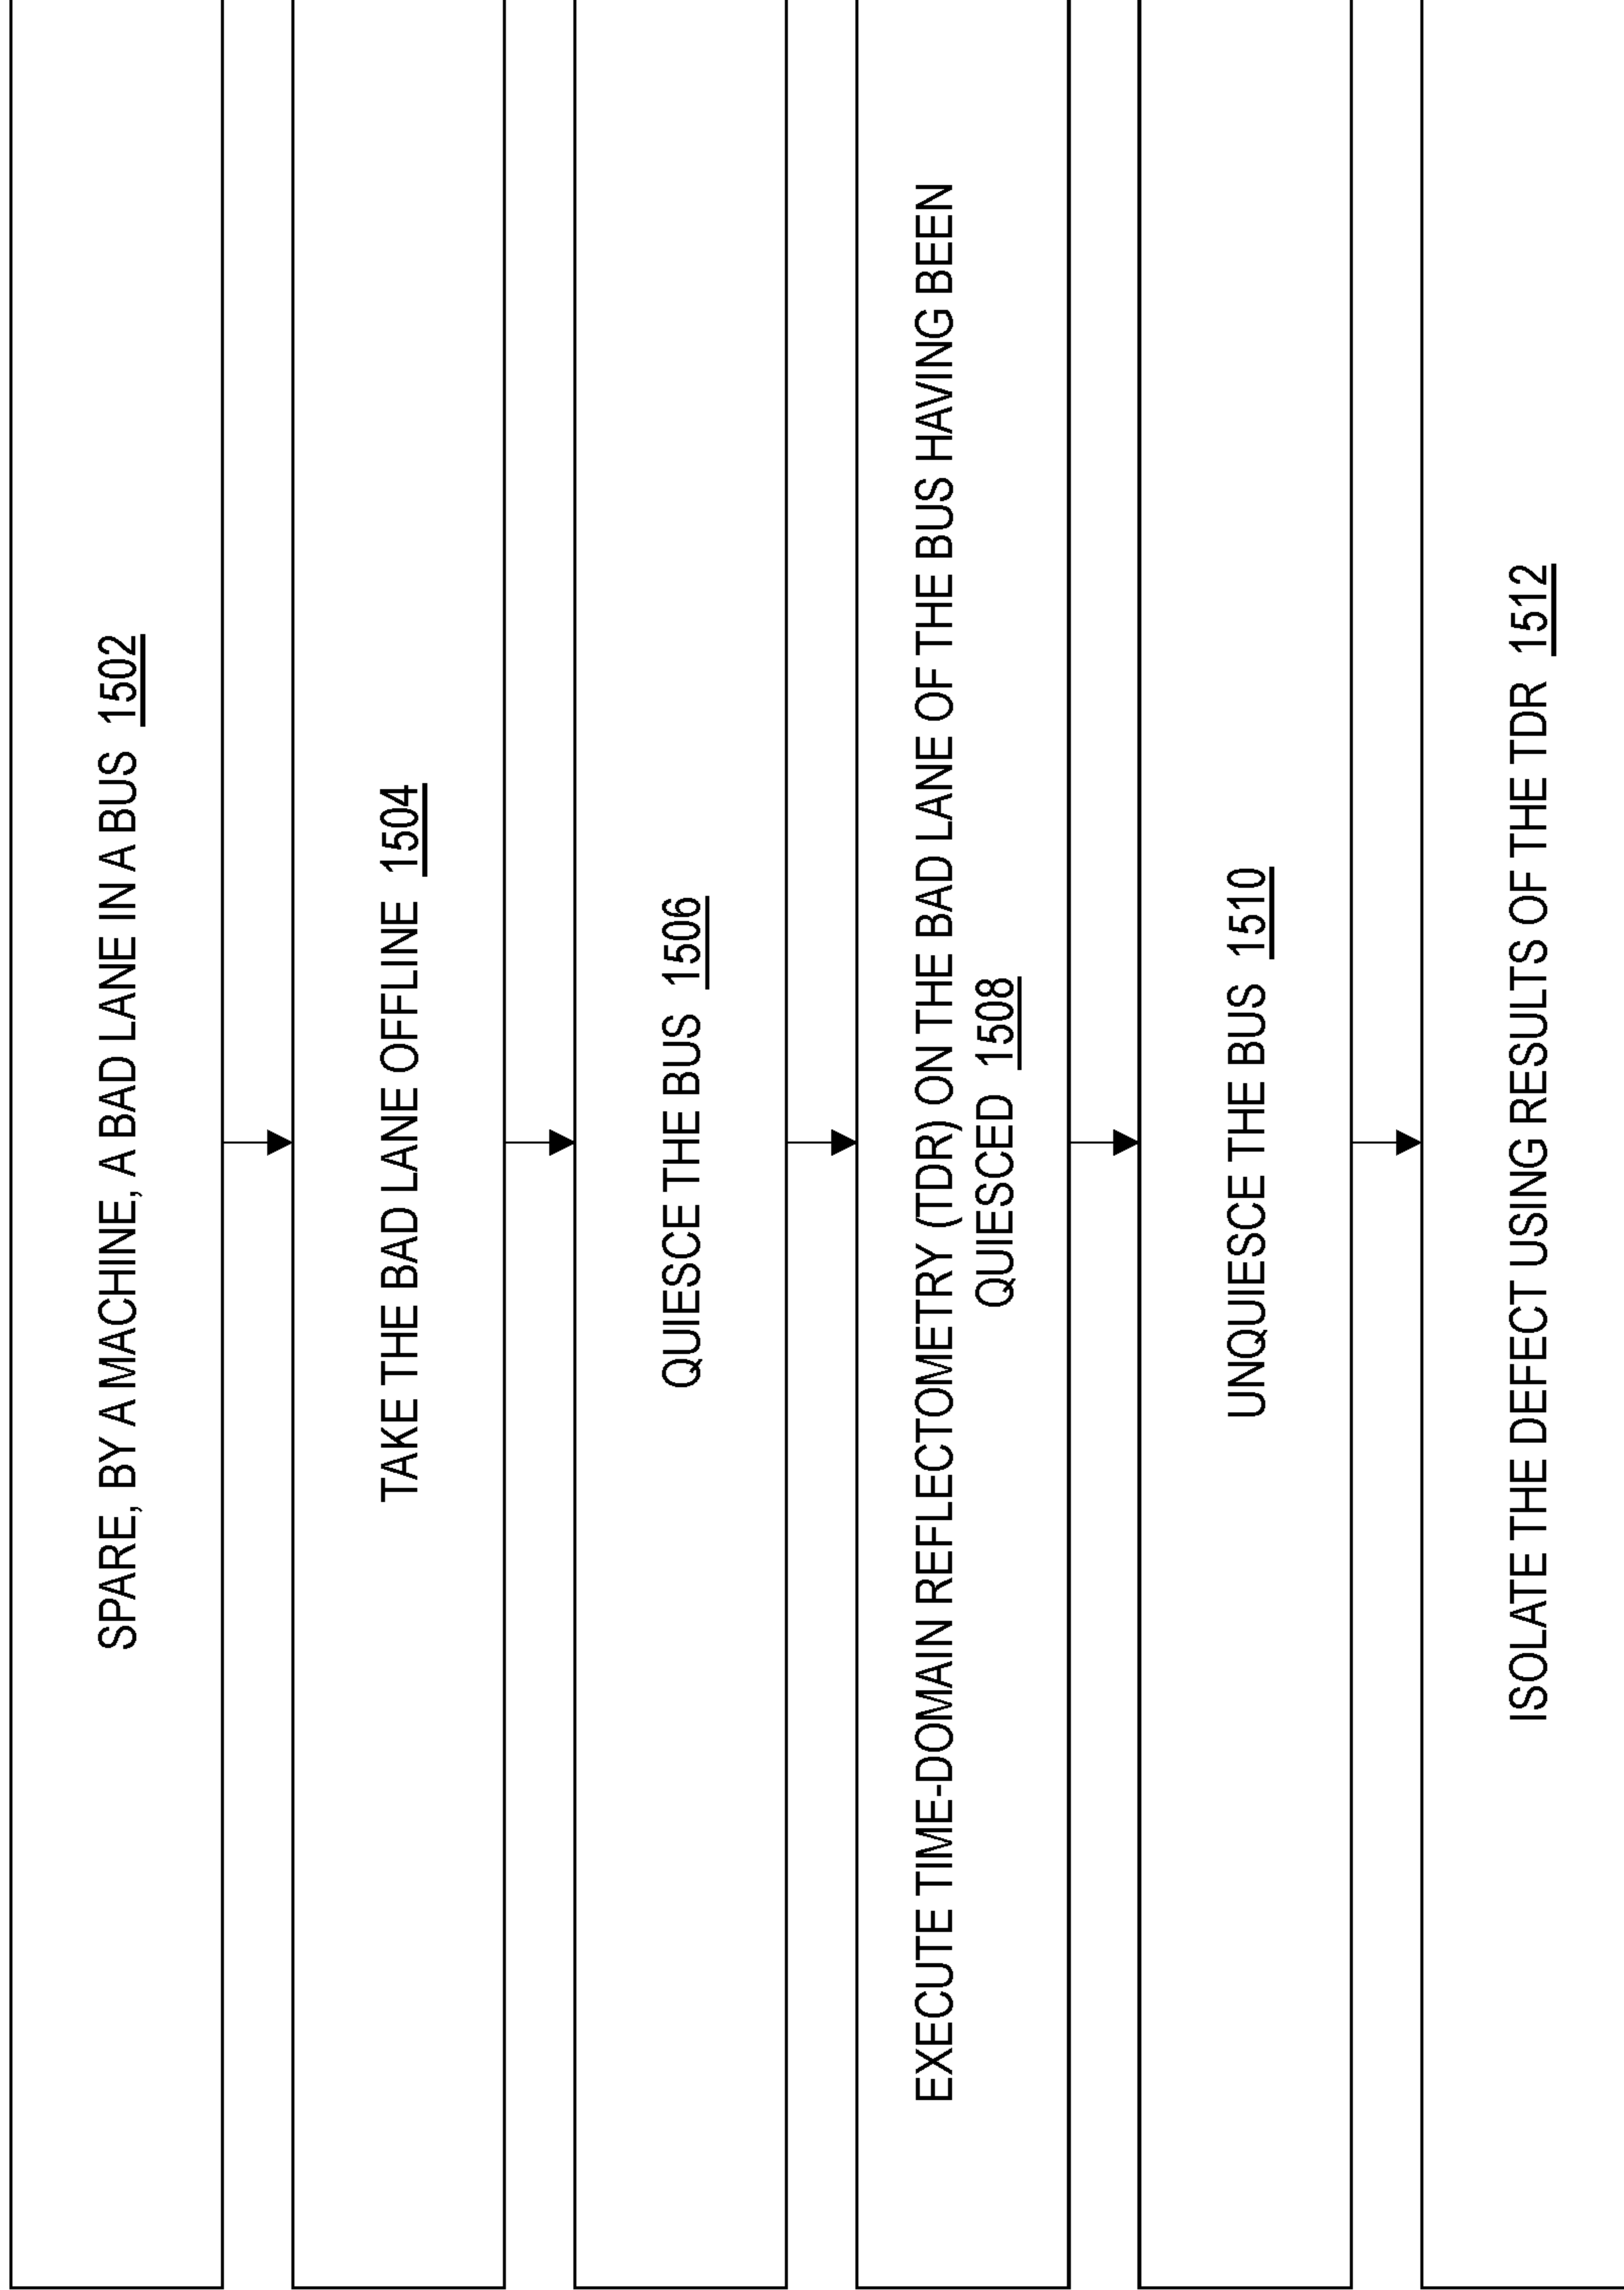 SPARE, BY A MACHINE, A BAD LANE IN A BUS 1502
TAKE THE BAD LANE OFFLINE 1504
QUIESCE THE BUS 1506
EXECUTE TIME-DOMAIN REFLECTOMETRY (TDR) ON THE BAD LANE OF THE BUS HAVING BEEN
QUIESCED 1508
UNQUIESCE THE BUS 1510
ISOLATE THE DEFECT USING RESULTS OF THE TDR 1512